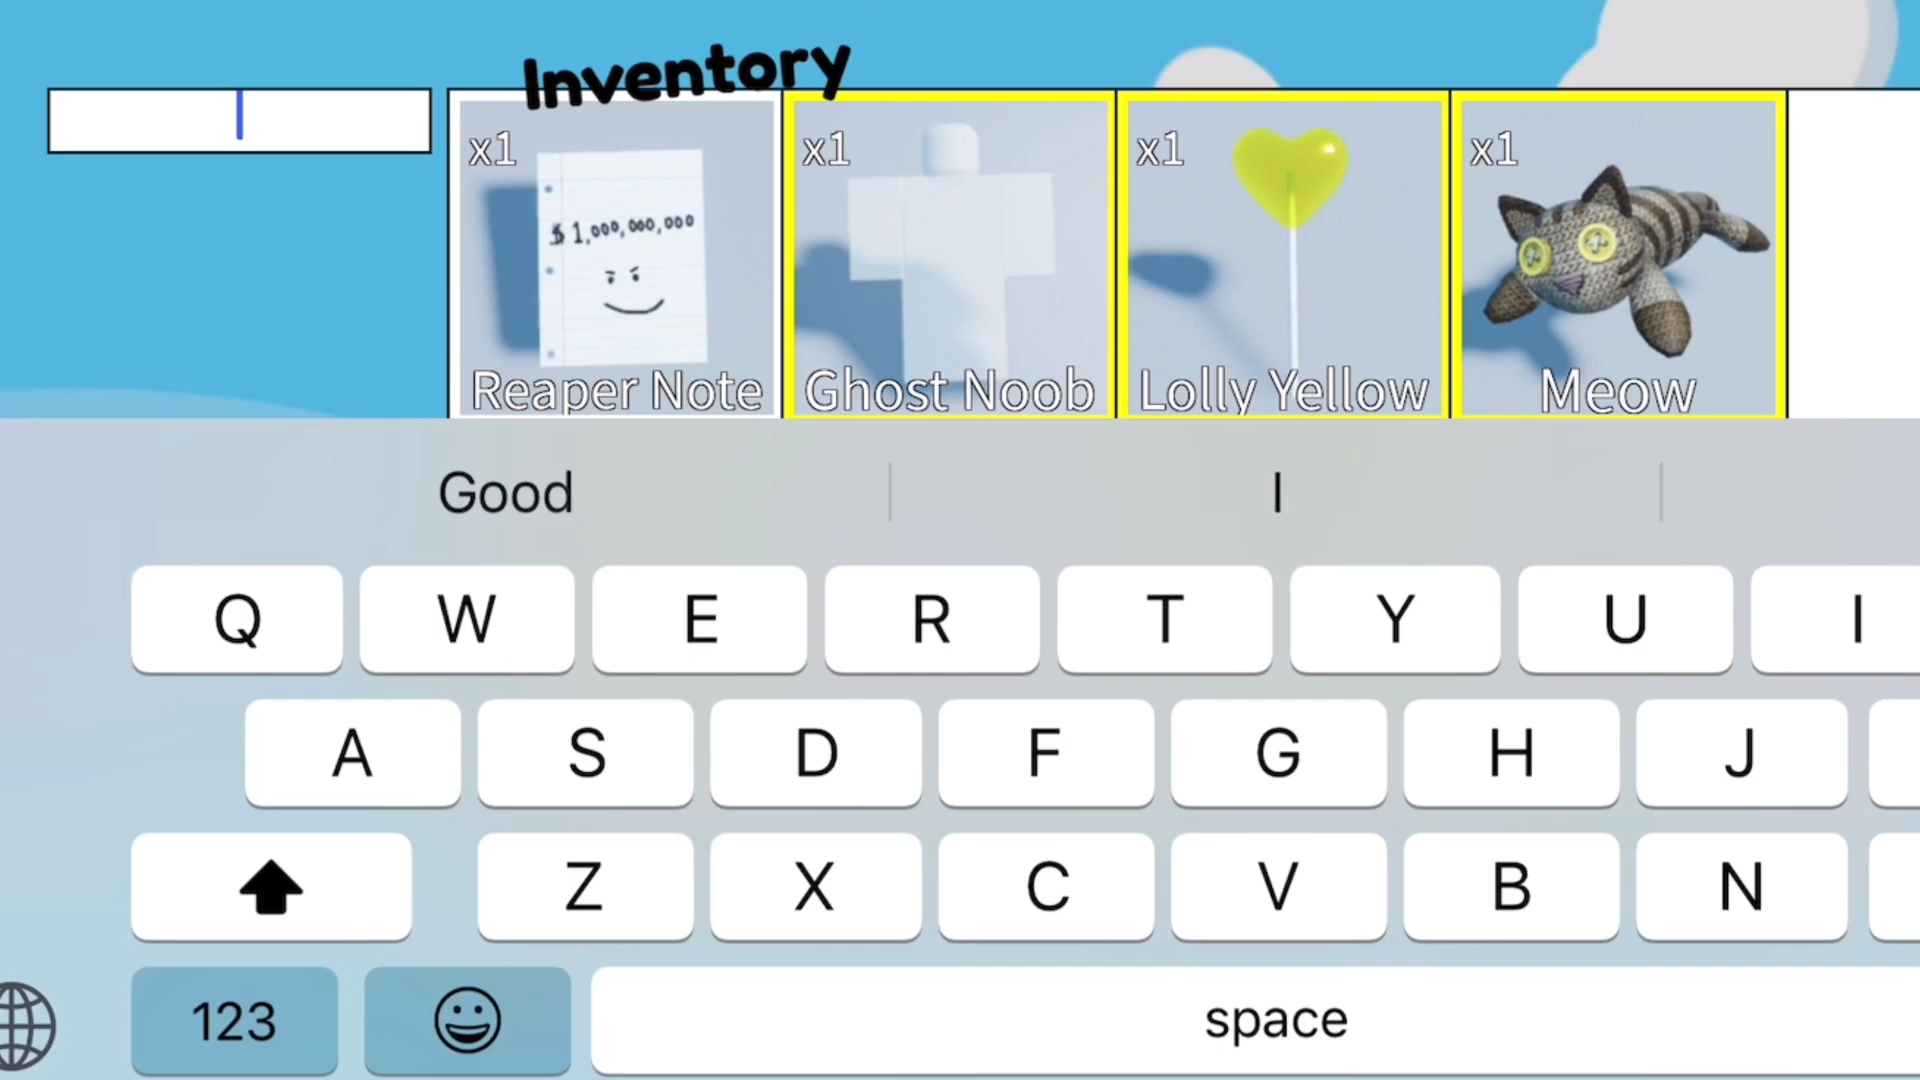 Inventory
x1 x1 x1 x1
$ 1,000,000,000
Reaper Note Ghost Noob Lolly Yellow Meow
Good I
Q W E R T Y U I
A S D F G H J
Z X C V B N
123 space